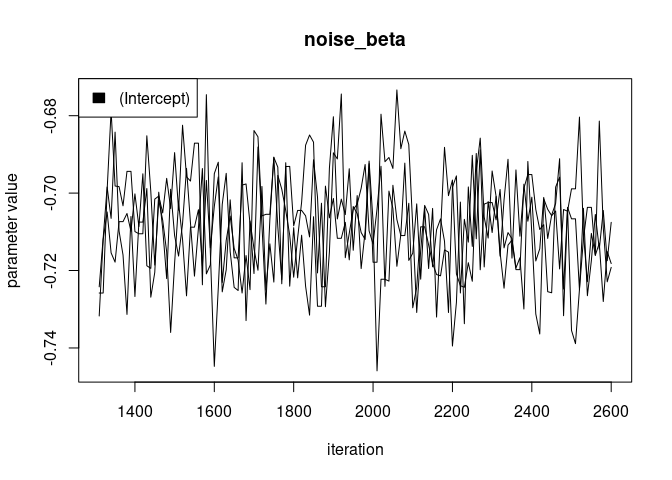 noise_beta
(Intercept)
parameter value
-0.68
-0.70
-0.72
-0.74
1400 1600 1800 2000 2200 2400 2600
iteration